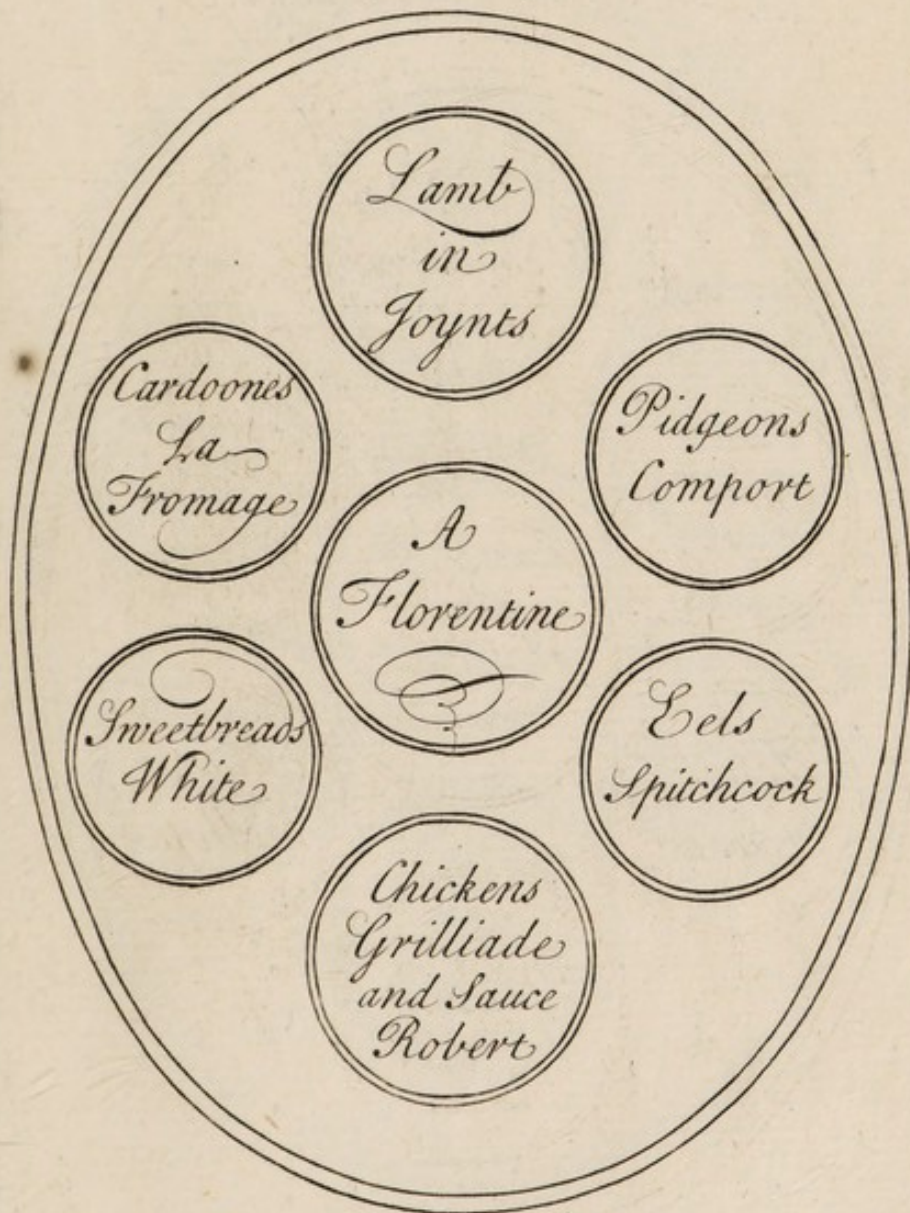 Lamb
in
Joynts
Cardoones
La
Fromage
Pidgeons
Comport
A
Florentine
Sweetbreads
White
Eels
Spitchcock
Chickens
Grilliade
and Sauce
Robert